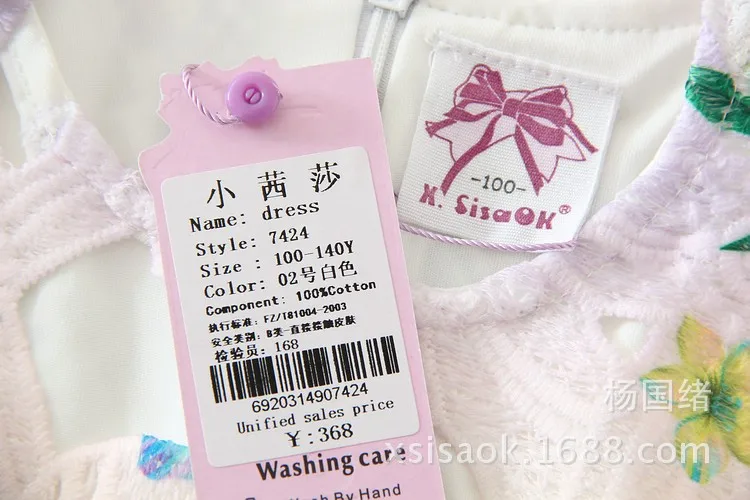 小 茜 莎
Name: dress
Style: 7424
Size : 100-140Y
Color: 02号白色
Component: 100%Cotton
执行标准: FZ/T81004-2003
安全类别: B类-直接接触皮肤
检验员: 168
6920314907424
Unified sales price
¥:368
Washing care
By Hand
-100-
X. SisaOK®
杨国绪
xsisaok.1688.com